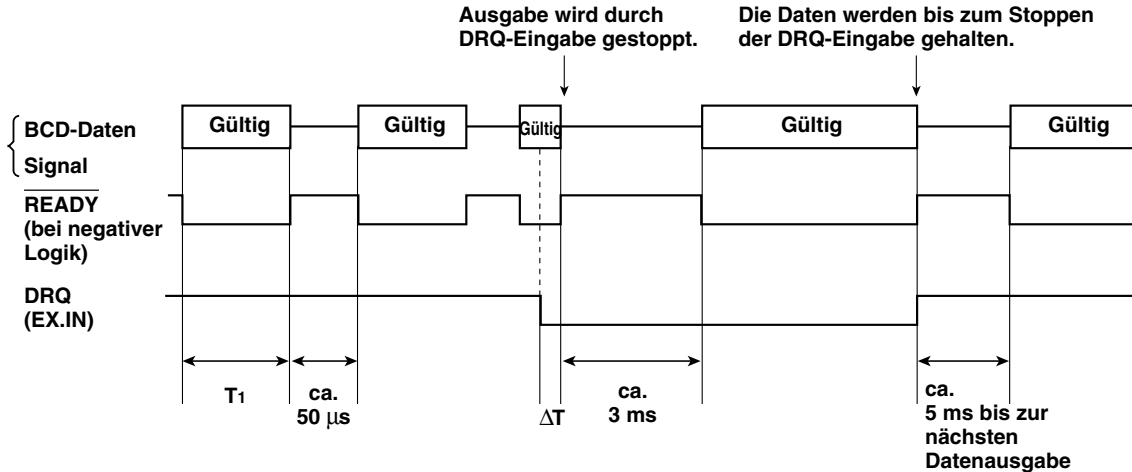 Ausgabe wird durch
DRQ-Eingabe gestoppt.
Die Daten werden bis zum Stoppen
der DRQ-Eingabe gehalten.
BCD-Daten
Signal
Gültig
Gültig
Gültig
Gültig
Gültig
READY
(bei negativer
Logik)
DRQ
(EX.IN)
T1
ca.
50 μs
ΔT
ca.
3 ms
ca.
5 ms bis zur
nächsten
Datenausgabe